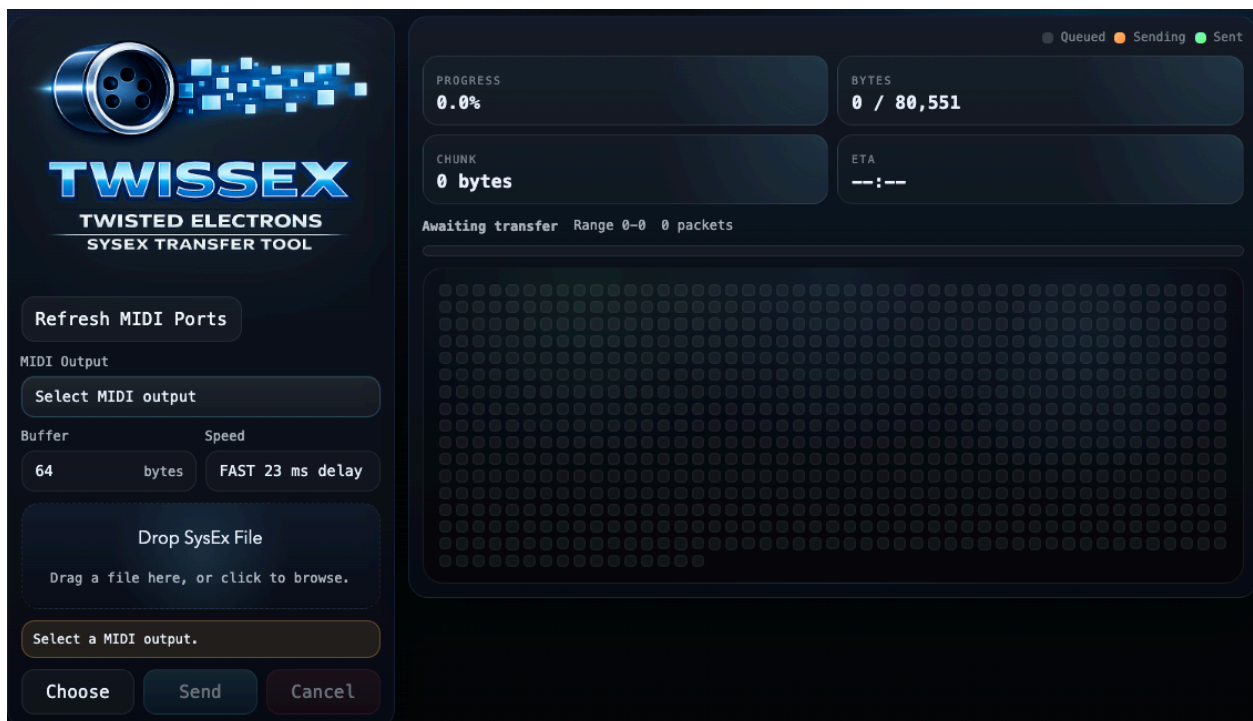 TWISSEX
TWISTED ELECTRONS
SYSEX TRANSFER TOOL
Refresh MIDI Ports
MIDI Output
Select MIDI output
Buffer Speed
64 bytes FAST 23 ms delay
Drop SysEx File
Drag a file here, or click to browse.
Select a MIDI output.
Choose Send Cancel
Queued Sending Sent
PROGRESS
0.0%
BYTES
0 / 80,551
CHUNK
0 bytes
ETA
--:--
Awaiting transfer Range 0-0 0 packets